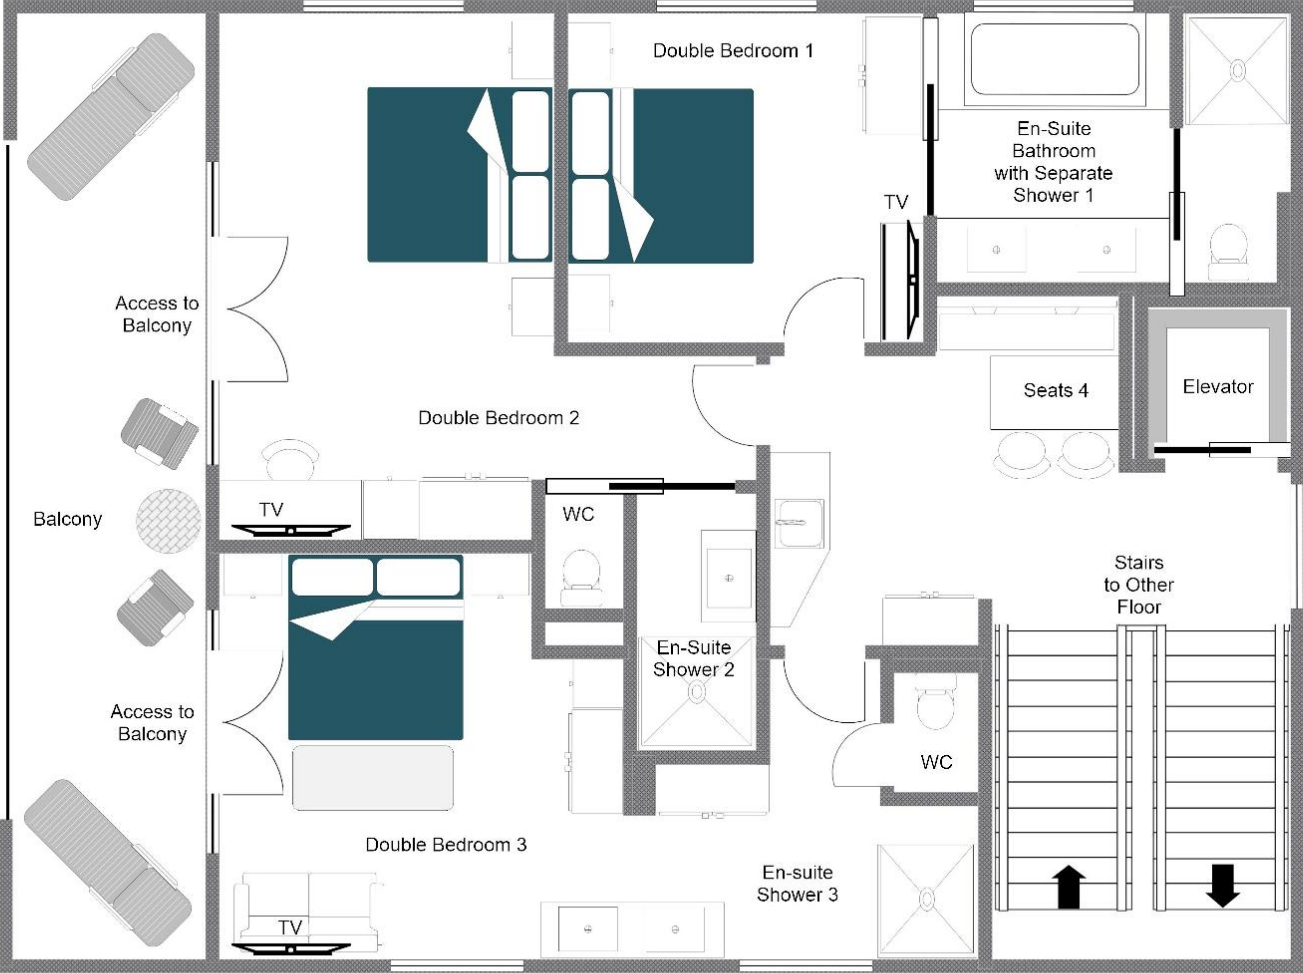 Double Bedroom 1
En-Suite
Bathroom
with Separate
Shower 1
TV
Access to
Balcony
Elevator
Seats 4
Double Bedroom 2
TV
WC
Balcony
Stairs
to Other
Floor
En-Suite
Shower 2
Access to
Balcony
WC
Double Bedroom 3
En-suite
Shower 3
TV